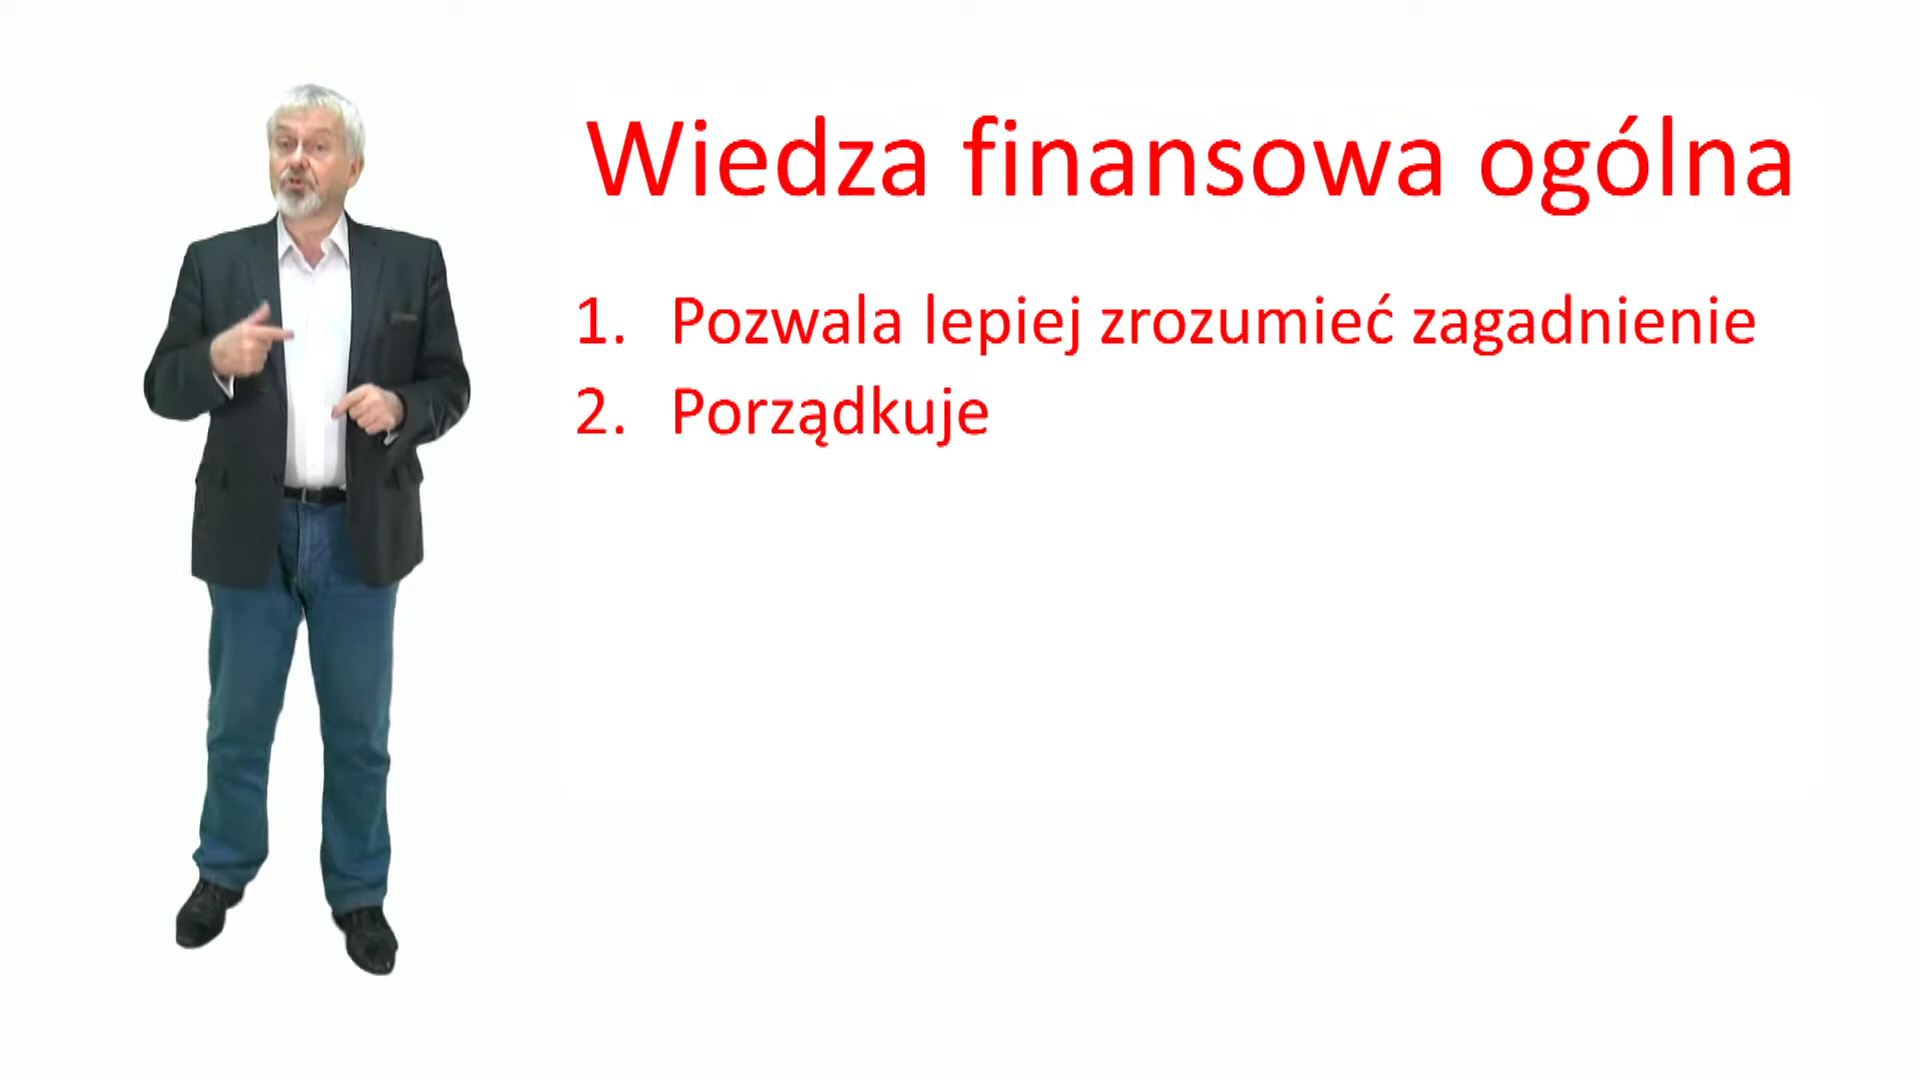 Wiedza finansowa ogólna
1. Pozwala lepiej zrozumieć zagadnienie
2. Porządkuje